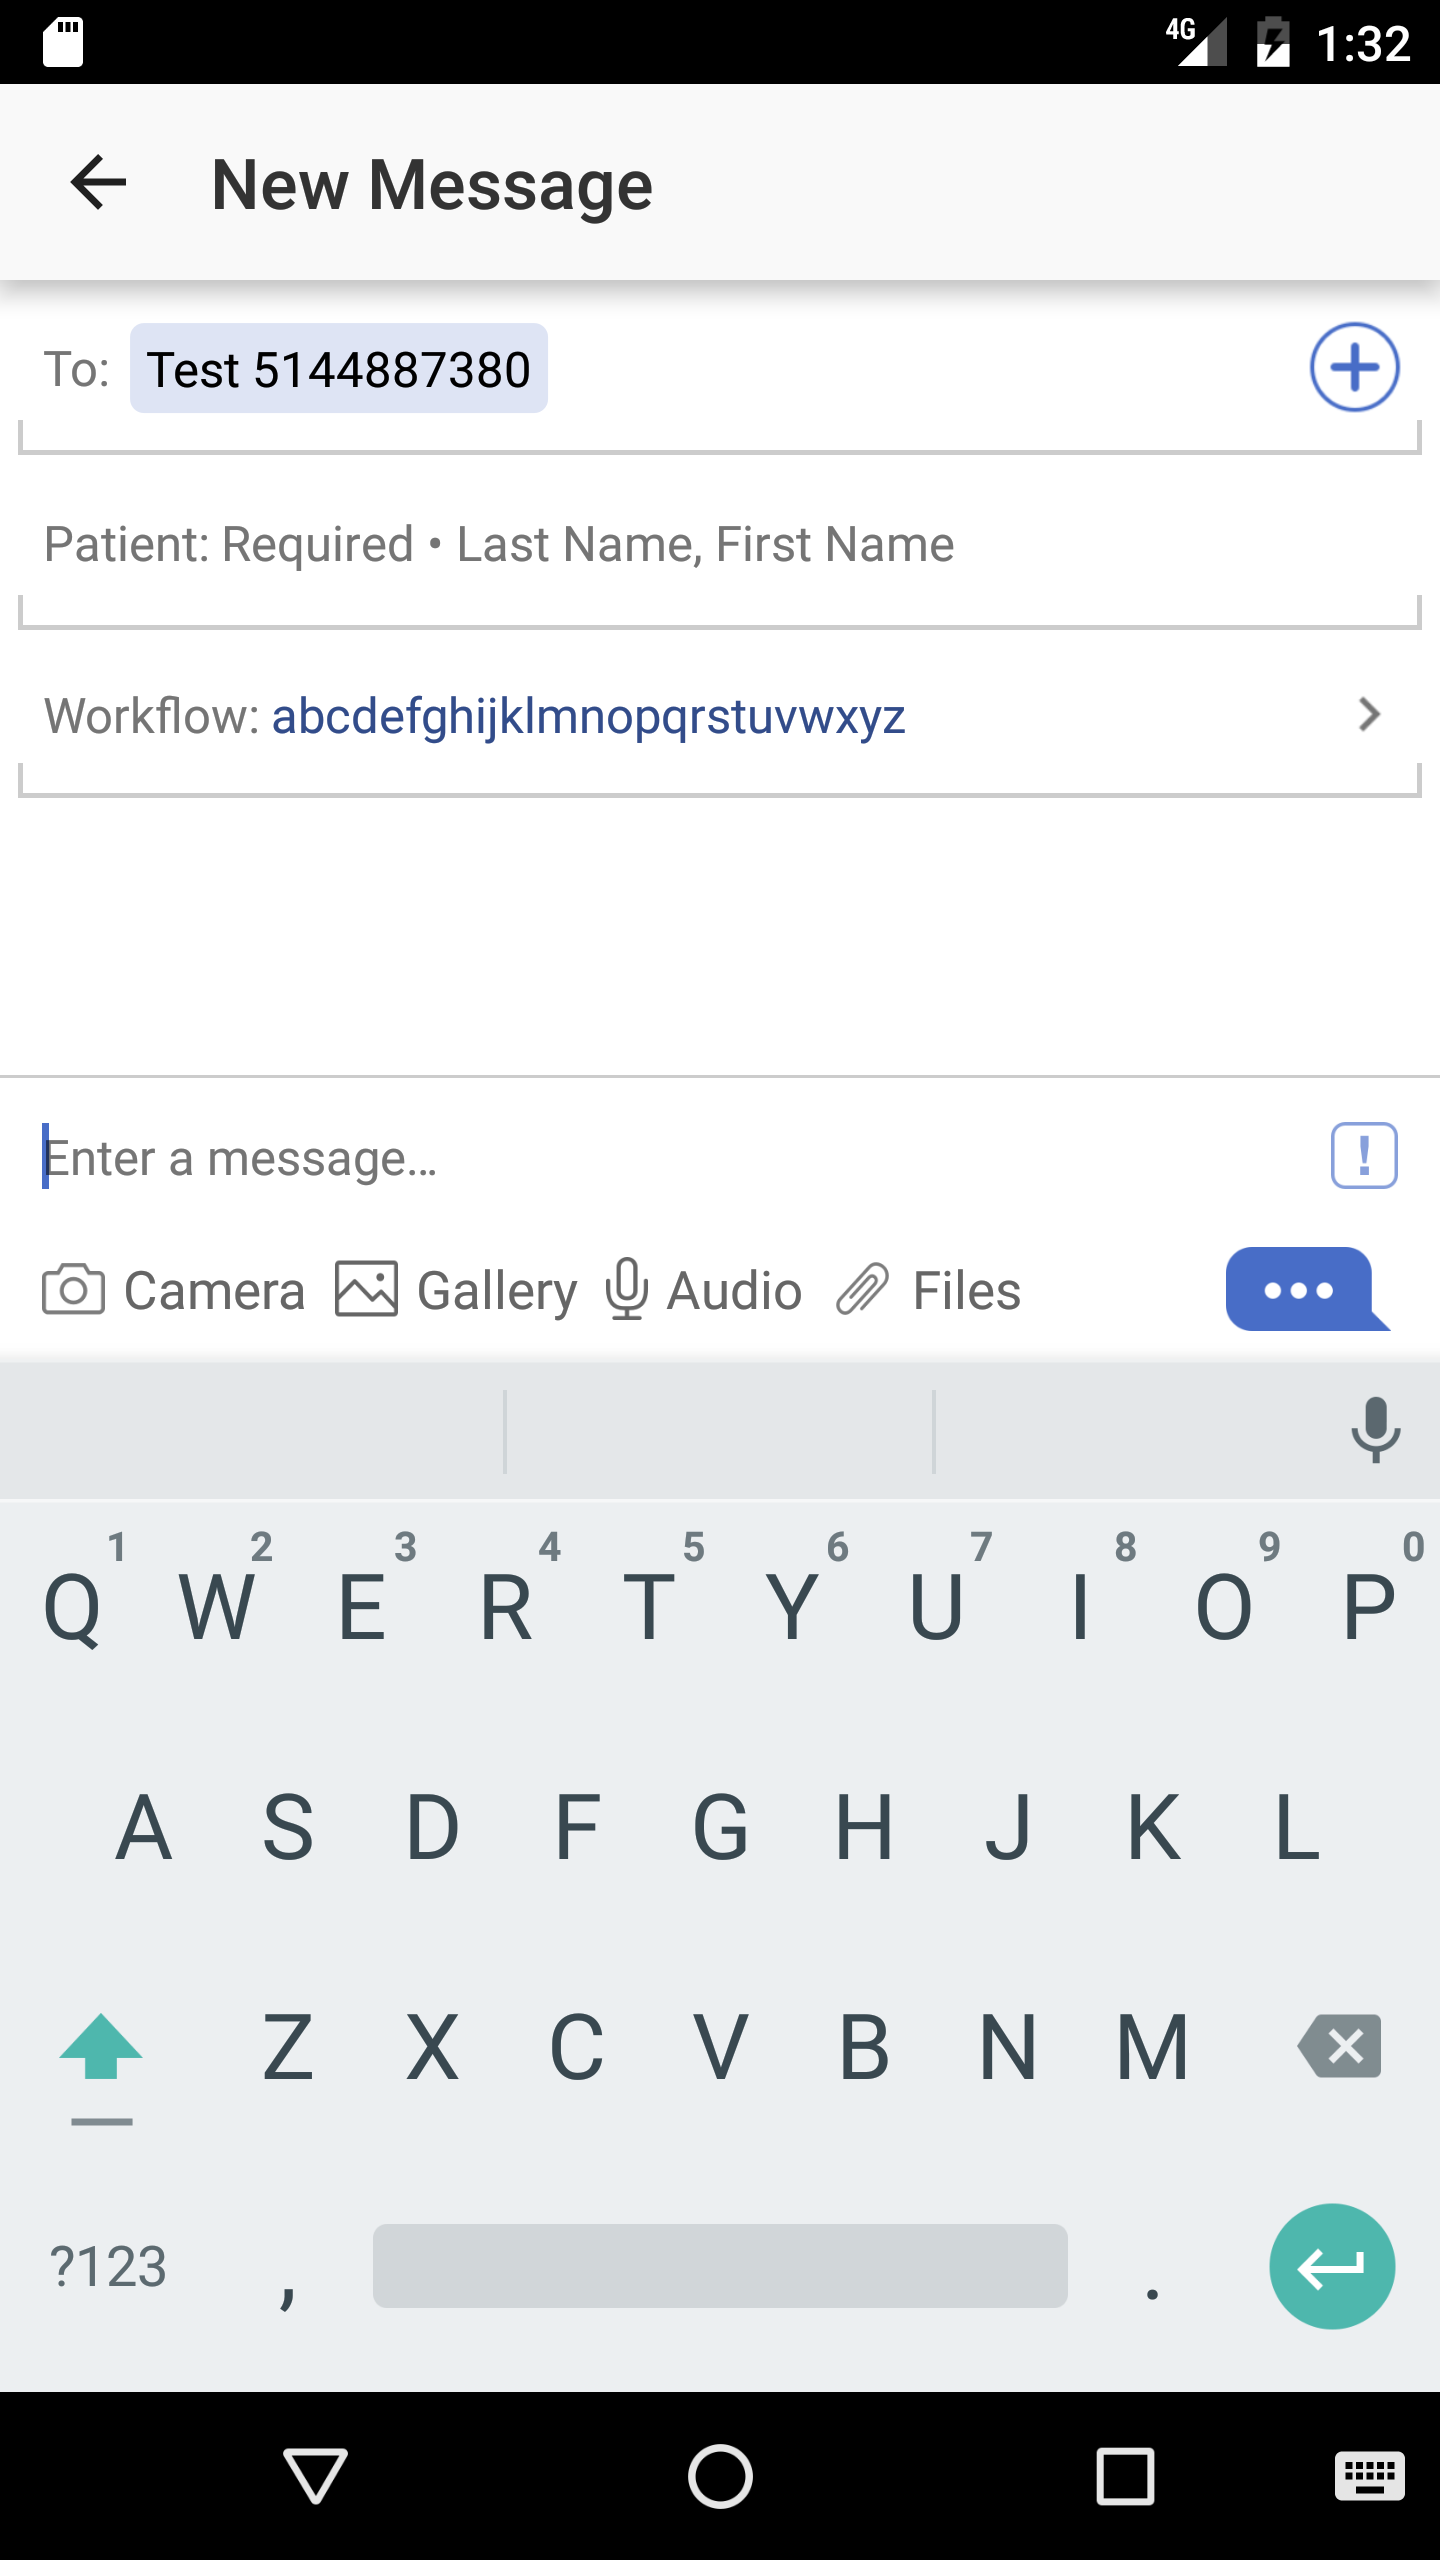 4G 1:32
New Message
To: Test 5144887380
Patient: Required • Last Name, First Name
Workflow: abcdefghijklmnopqrstuvwxyz
Enter a message...
!
Camera Gallery Audio Files
1 2 3 4 5 6 7 8 9 0
Q W E R T Y U I O P
A S D F G H J K L
Z X C V B N M
?123 , .